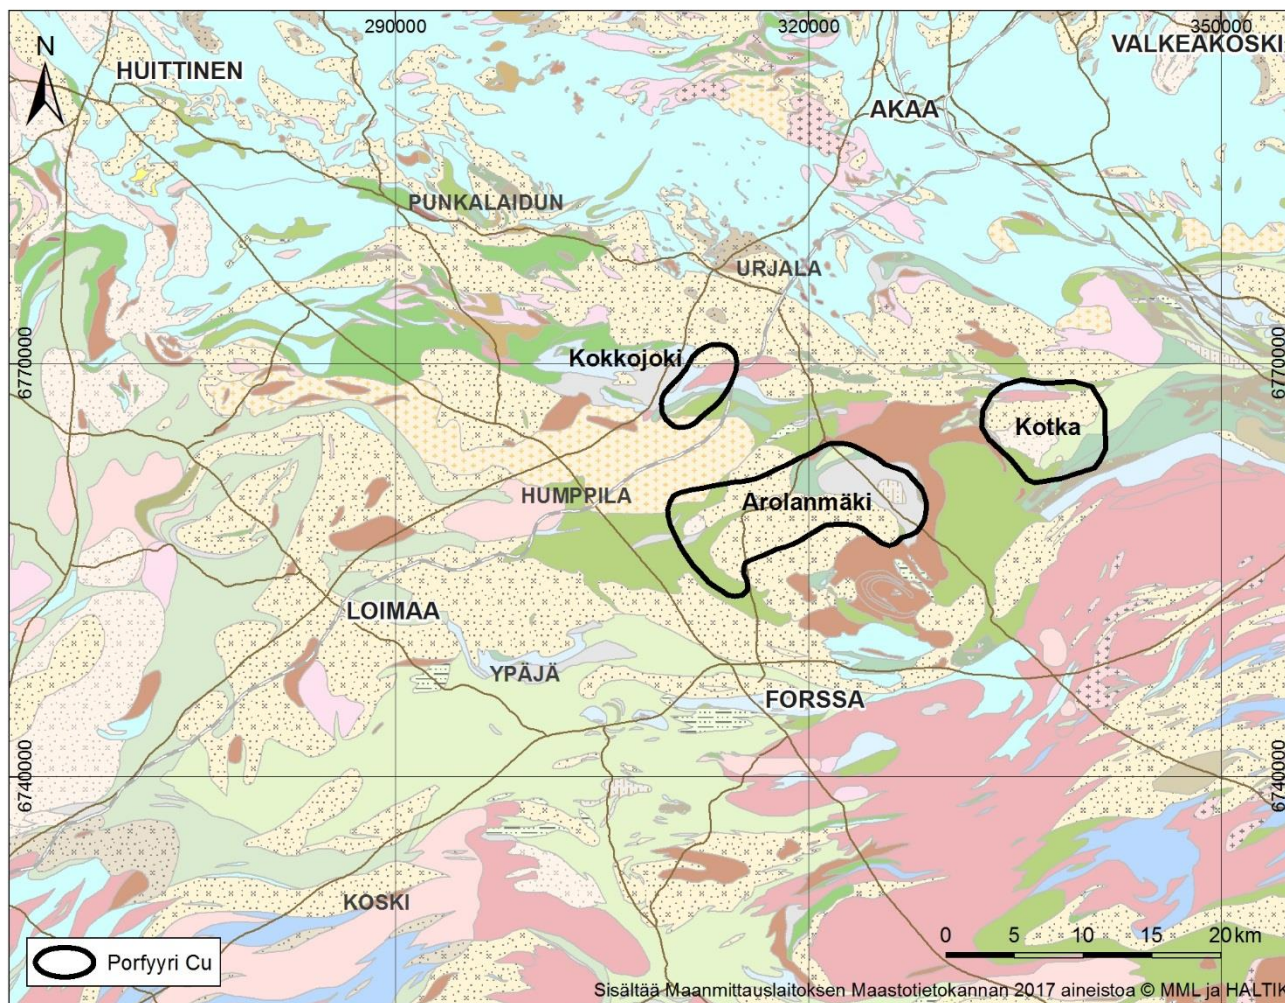 290000
320000
350000
N
HUITTINEN
VALKEAKOSKI
AKAA
PUNKALAIDUN
URJALA
6770000
6770000
Kokkojoki
Kotka
HUMPPILA
Arolanmäki
LOIMAA
YPÄJÄ
FORSSA
6740000
6740000
KOSKI
0 5 10 15 20 km
Porfyyri Cu
Sisältää Maanmittauslaitoksen Maastotietokannan 2017 aineistoa © MML ja HALTIK